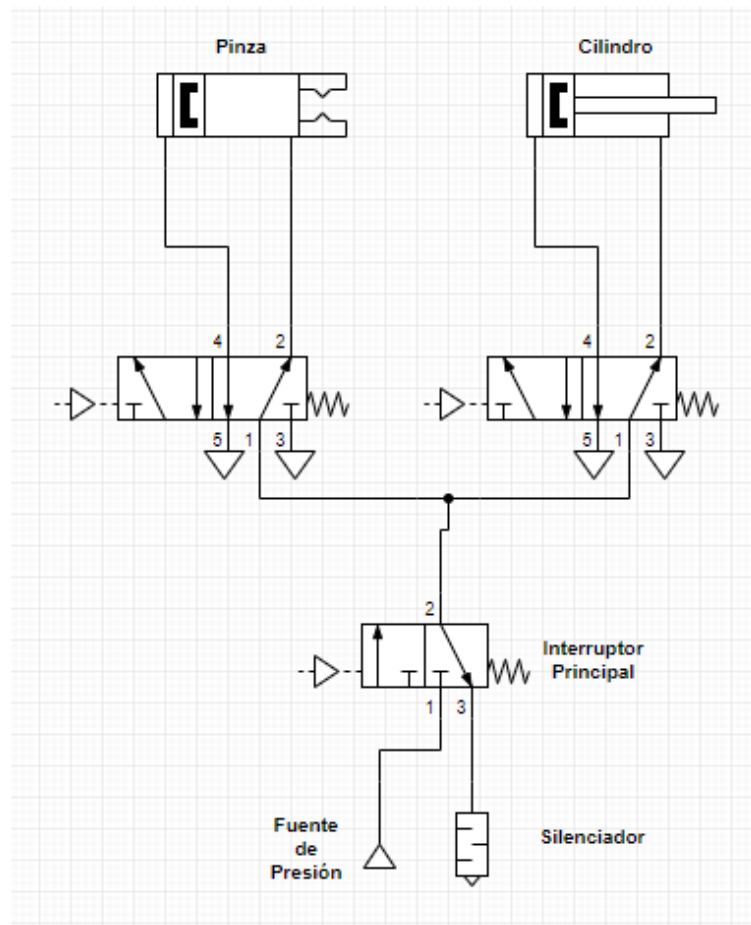 Pinza
Cilindro
4 2
4 2
5 1 3
5 1 3
2
Interruptor
Principal
1 3
Fuente
de
Presión
Silenciador